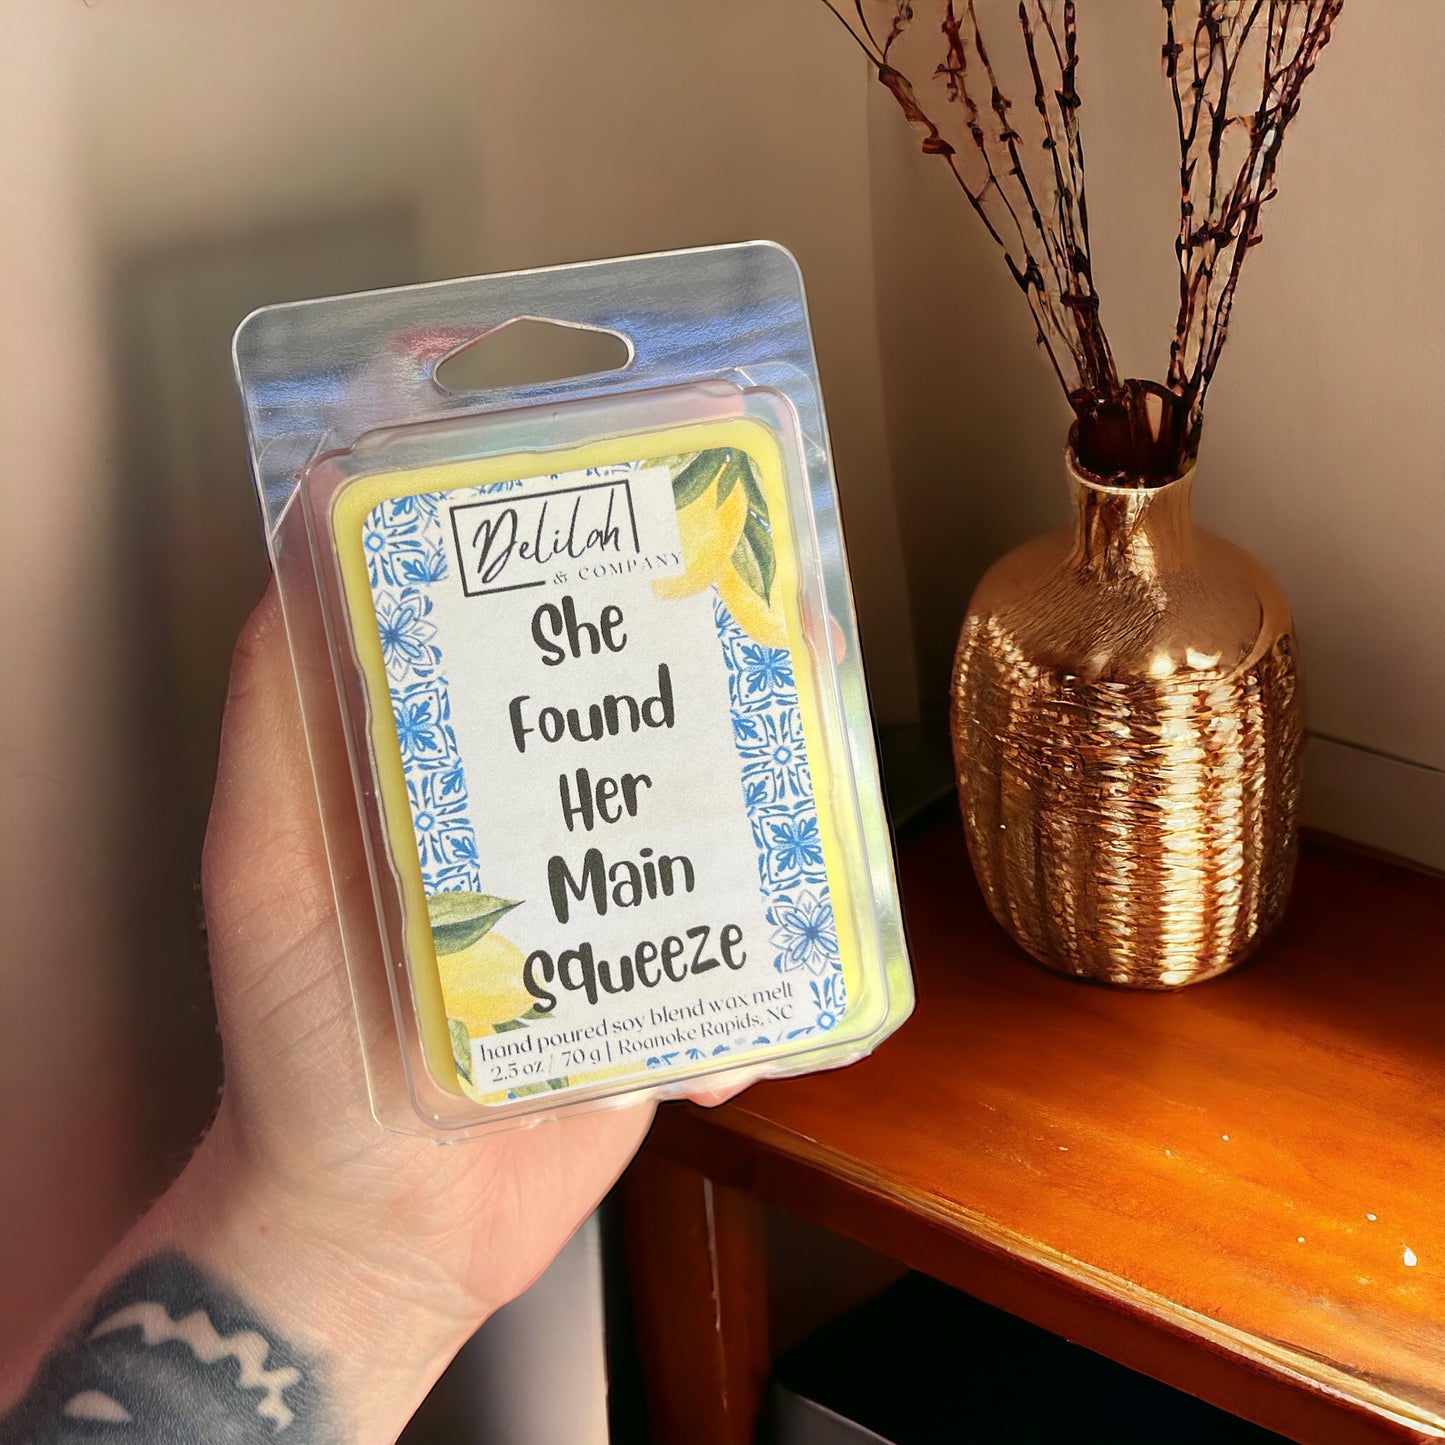 Delilah
& COMPANY
She
Found
Her
Main
Squeeze
hand poured soy blend wax melt
2.5 oz / 70 g | Roanoke Rapids, NC